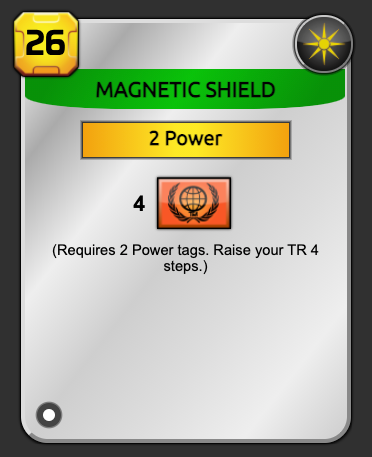 26
MAGNETIC SHIELD
2 Power
4
(Requires 2 Power tags. Raise your TR 4
steps.)